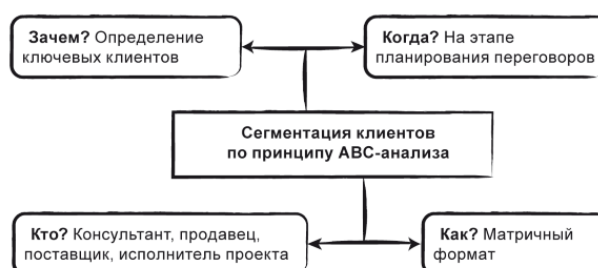 Зачем? Определение
ключевых клиентов
Когда? На этапе
планирования переговоров
Сегментация клиентов
по принципу АВС-анализа
Кто? Консультант, продавец,
поставщик, исполнитель проекта
Как? Матричный
формат